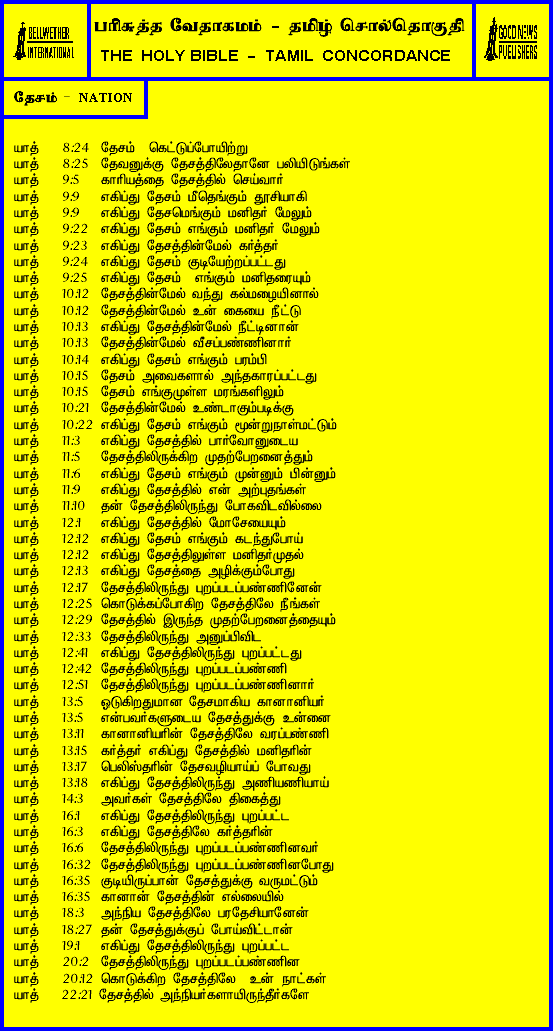 BELLWETHER
INTERNATIONAL
பரிசுத்த வேதாகமம் - தமிழ் சொல்தொகுதி
THE HOLY BIBLE - TAMIL CONCORDANCE
GOOD NEWS
PUBLISHERS
தேசம் - NATION
யாத் 8:24 தேசம் கெட்டுப்போயிற்று
யாத் 8:25 தேவனுக்கு தேசத்திலேதானே பலியிடுங்கள்
யாத் 9:5 காரியத்தை தேசத்தில் செய்வார்
யாத் 9:9 எகிப்து தேசம் மீதெங்கும் தூசியாகி
யாத் 9:9 எகிப்து தேசமெங்கும் மனிதர் மேலும்
யாத் 9:22 எகிப்து தேசம் எங்கும் மனிதர் மேலும்
யாத் 9:23 எகிப்து தேசத்தின்மேல் கர்த்தர்
யாத் 9:24 எகிப்து தேசம் குடியேற்றப்பட்டது
யாத் 9:25 எகிப்து தேசம் எங்கும் மனிதரையும்
யாத் 10:12 தேசத்தின்மேல் வந்து கல்மழையினால்
யாத் 10:12 தேசத்தின்மேல் உன் கையை நீட்டு
யாத் 10:13 எகிப்து தேசத்தின்மேல் நீட்டினான்
யாத் 10:13 தேசத்தின்மேல் வீசப்பண்ணினார்
யாத் 10:14 எகிப்து தேசம் எங்கும் பரம்பி
யாத் 10:15 தேசம் அவைகளால் அந்தகாரப்பட்டது
யாத் 10:15 தேசம் எங்குமுள்ள மரங்களிலும்
யாத் 10:21 தேசத்தின்மேல் உண்டாகும்படிக்கு
யாத் 10:22 எகிப்து தேசம் எங்கும் மூன்றுநாள்மட்டும்
யாத் 11:3 எகிப்து தேசத்தில் பார்வோனுடைய
யாத் 11:5 தேசத்திலிருக்கிற முதற்பேறனைத்தும்
யாத் 11:6 எகிப்து தேசம் எங்கும் முன்னும் பின்னும்
யாத் 11:9 எகிப்து தேசத்தில் என் அற்புதங்கள்
யாத் 11:10 தன் தேசத்திலிருந்து போகவிடவில்லை
யாத் 12:1 எகிப்து தேசத்தில் மோசேயையும்
யாத் 12:12 எகிப்து தேசம் எங்கும் கடந்துபோய்
யாத் 12:12 எகிப்து தேசத்திலுள்ள மனிதர்முதல்
யாத் 12:13 எகிப்து தேசத்தை அழிக்கும்போது
யாத் 12:17 தேசத்திலிருந்து புறப்படப்பண்ணினேன்
யாத் 12:25 கொடுக்கப்போகிற தேசத்திலே நீங்கள்
யாத் 12:29 தேசத்தில் இருந்த முதற்பேறனைத்தையும்
யாத் 12:33 தேசத்திலிருந்து அனுப்பிவிட
யாத் 12:41 எகிப்து தேசத்திலிருந்து புறப்பட்டது
யாத் 12:42 தேசத்திலிருந்து புறப்படப்பண்ணி
யாத் 12:51 தேசத்திலிருந்து புறப்படப்பண்ணினார்
யாத் 13:5 ஒடுகிறதுமான தேசமாகிய கானானியர்
யாத் 13:5 என்பவர்களுடைய தேசத்துக்கு உன்னை
யாத் 13:11 கானானியரின் தேசத்திலே வரப்பண்ணி
யாத் 13:15 கர்த்தர் எகிப்து தேசத்தில் மனிதரின்
யாத் 13:17 பெலிஸ்தரின் தேசவழியாய்ப் போவது
யாத் 13:18 எகிப்து தேசத்திலிருந்து அணியணியாய்
யாத் 14:3 அவர்கள் தேசத்திலே திகைத்து
யாத் 16:1 எகிப்து தேசத்திலிருந்து புறப்பட்ட
யாத் 16:3 எகிப்து தேசத்திலே கர்த்தரின்
யாத் 16:6 தேசத்திலிருந்து புறப்படப்பண்ணினவர்
யாத் 16:32 தேசத்திலிருந்து புறப்படப்பண்ணினபோது
யாத் 16:35 குடியிருப்பான் தேசத்துக்கு வருமட்டும்
யாத் 16:35 கானான் தேசத்தின் எல்லையில்
யாத் 18:3 அந்நிய தேசத்திலே பரதேசியானேன்
யாத் 18:27 தன் தேசத்துக்குப் போய்விட்டான்
யாத் 19:1 எகிப்து தேசத்திலிருந்து புறப்பட்ட
யாத் 20:2 தேசத்திலிருந்து புறப்படப்பண்ணின
யாத் 20:12 கொடுக்கிற தேசத்திலே உன் நாட்கள்
யாத் 22:21 தேசத்தில் அந்நியர்களாயிருந்தீர்களே